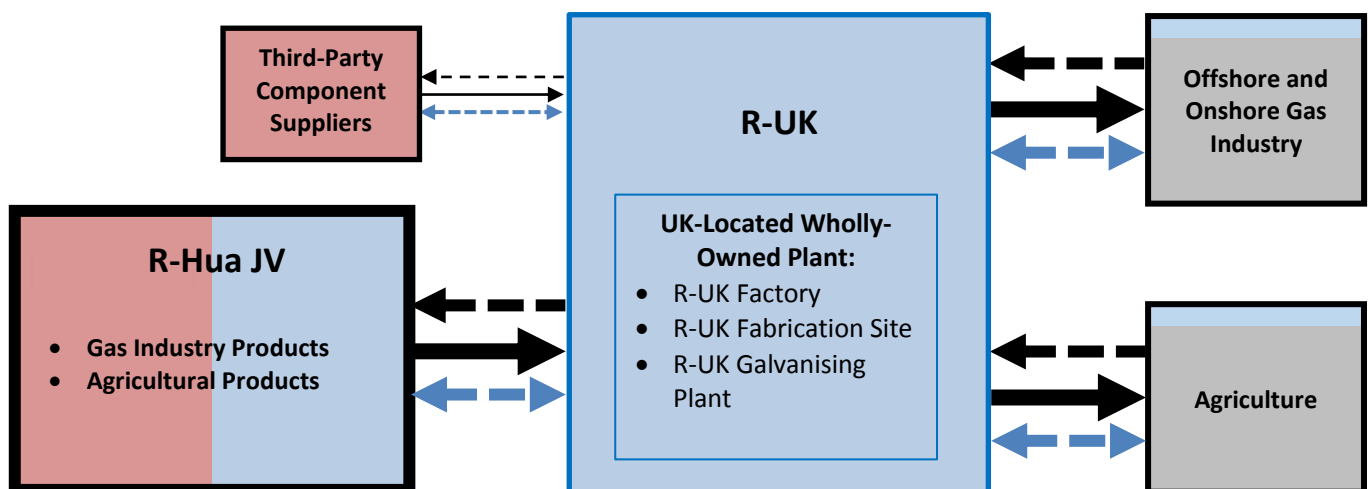 Third-Party
Component
Suppliers
R-Hua JV
• Gas Industry Products
• Agricultural Products
R-UK
UK-Located Wholly-
Owned Plant:
• R-UK Factory
• R-UK Fabrication Site
• R-UK Galvanising
Plant
Offshore and
Onshore Gas
Industry
Agriculture